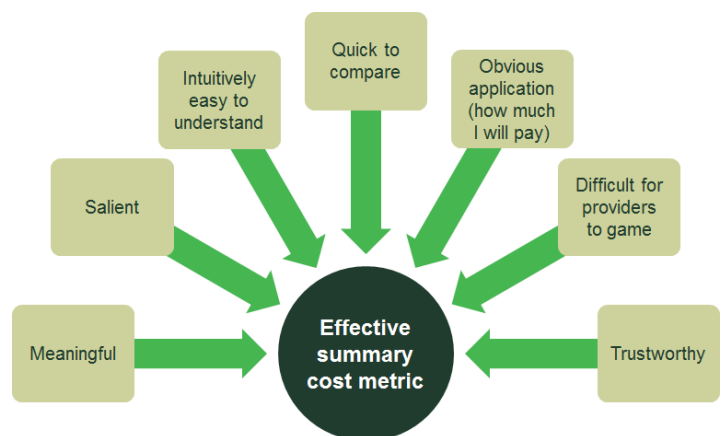 Quick to
compare
Intuitively
easy to
understand
Obvious
application
(how much
I will pay)
Salient
Difficult for
providers
to game
Meaningful
Effective
summary
cost metric
Trustworthy